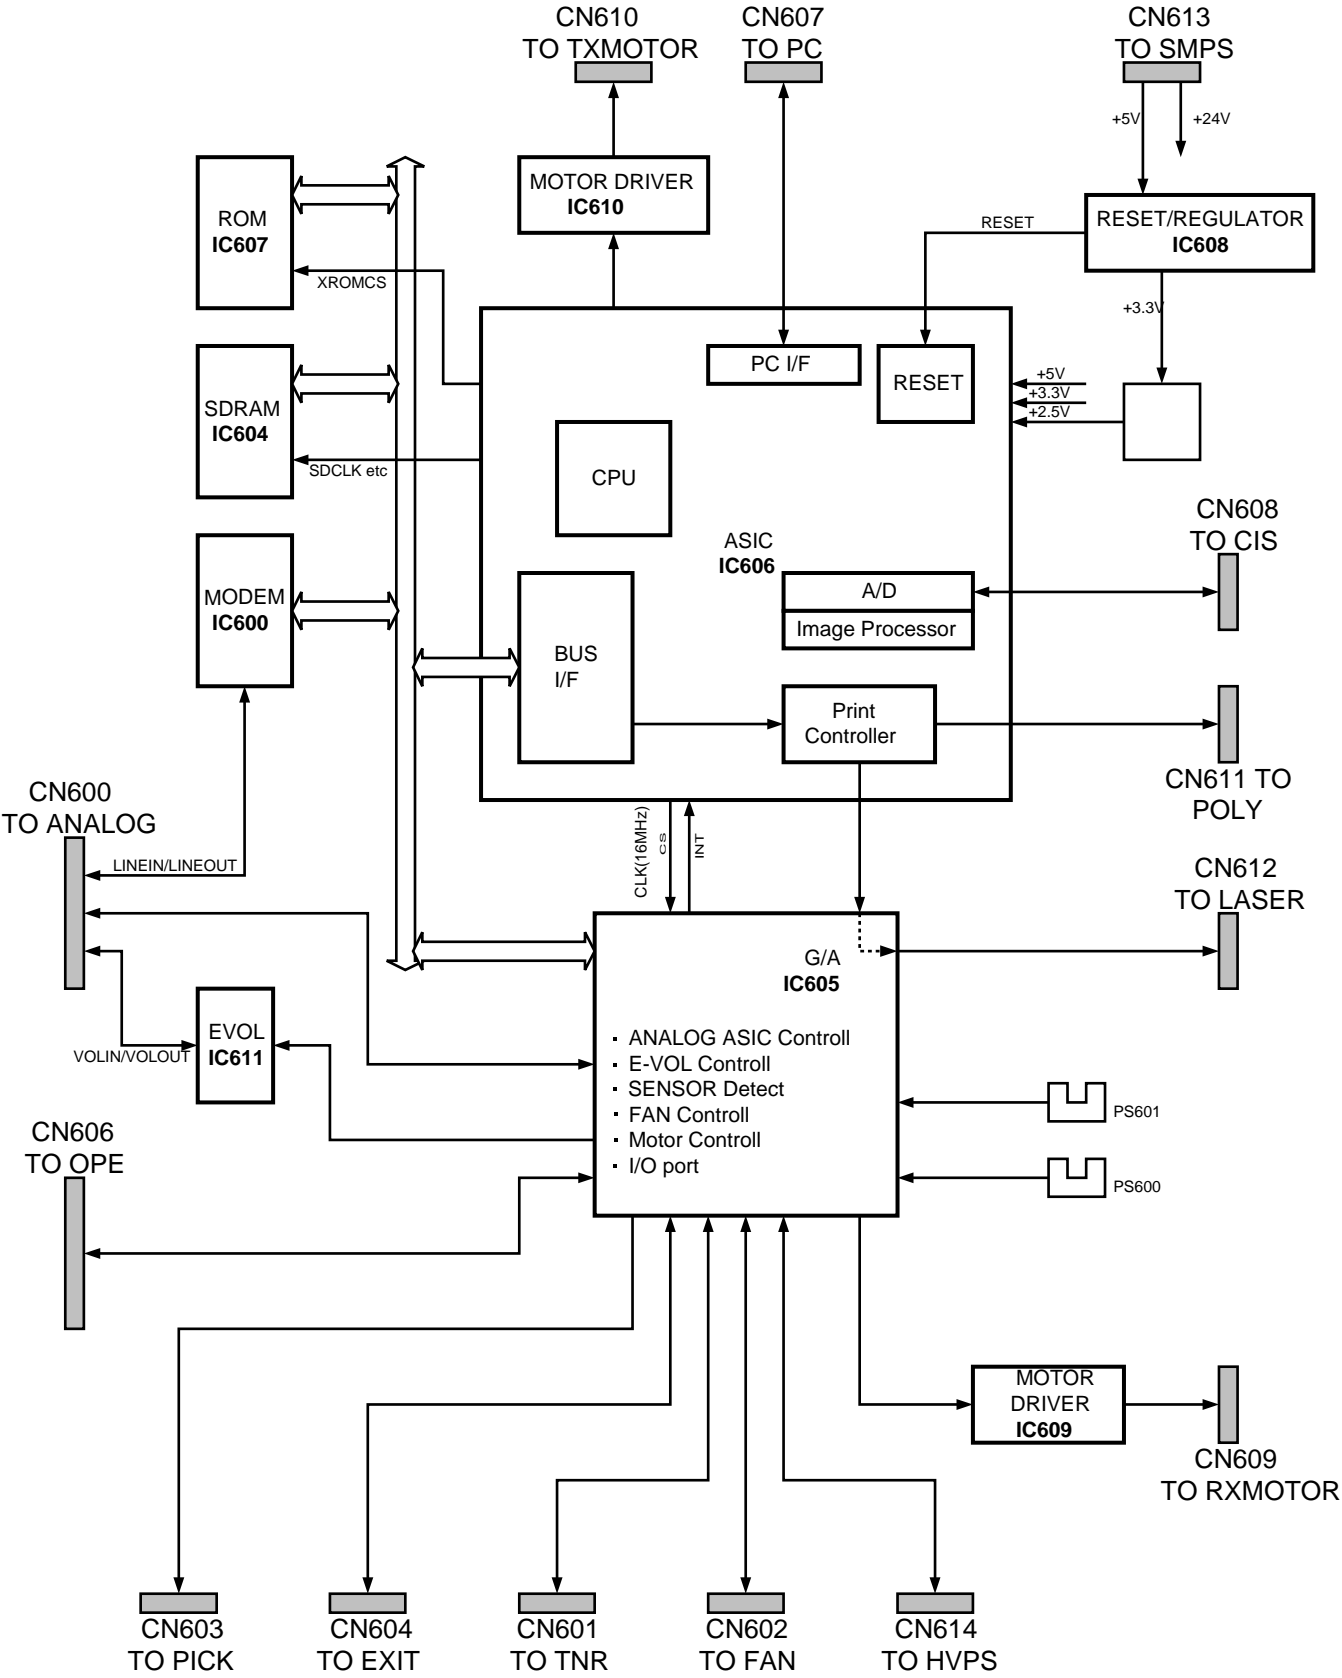 CN610
TO TXMOTOR
CN607
TO PC
CN613
TO SMPS
+5V
+24V
MOTOR DRIVER
IC610
ROM
IC607
XROMCS
RESET
RESET/REGULATOR
IC608
+3.3V
PC I/F
RESET
+5V
+3.3V
+2.5V
SDRAM
IC604
SDCLK etc
CPU
CN608
TO CIS
ASIC
IC606
A/D
Image Processor
MODEM
IC600
BUS
I/F
Print
Controller
CN611 TO
POLY
CN600
TO ANALOG
LINEIN/LINEOUT
CLK(16MHz)
CS
INT
CN612
TO LASER
G/A
IC605
EVOL
IC611
VOLIN/VOLOUT
· ANALOG ASIC Controll
· E-VOL Controll
· SENSOR Detect
· FAN Controll
· Motor Controll
· I/O port
PS601
PS600
CN606
TO OPE
MOTOR
DRIVER
IC609
CN609
TO RXMOTOR
CN603
TO PICK
CN604
TO EXIT
CN601
TO TNR
CN602
TO FAN
CN614
TO HVPS